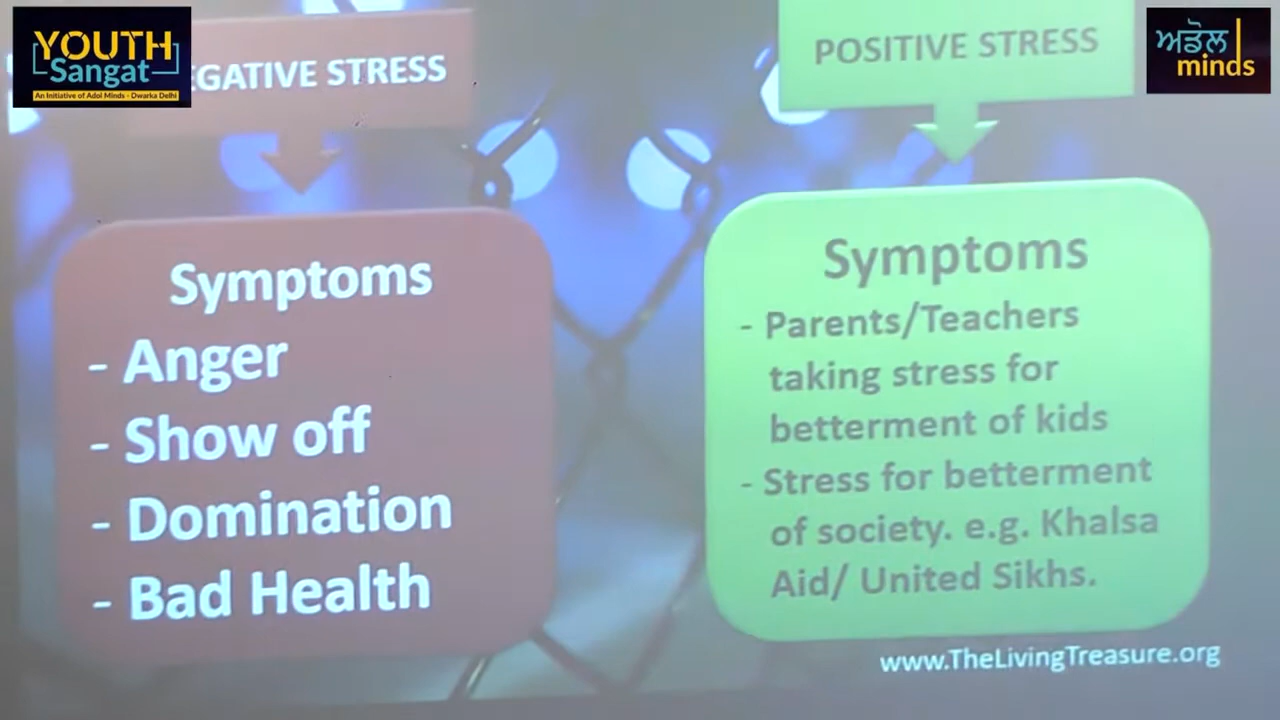 YOUTH
Sangat
An Initiative of Adol Minds - Dwarka Delhi
EGATIVE STRESS
POSITIVE STRESS
ਅਡੋਲ
minds
Symptoms
- Anger
- Show off
- Domination
- Bad Health
Symptoms
- Parents/Teachers
taking stress for
betterment of kids
- Stress for betterment
of society. e.g. Khalsa
Aid/ United Sikhs.
www.TheLivingTreasure.org